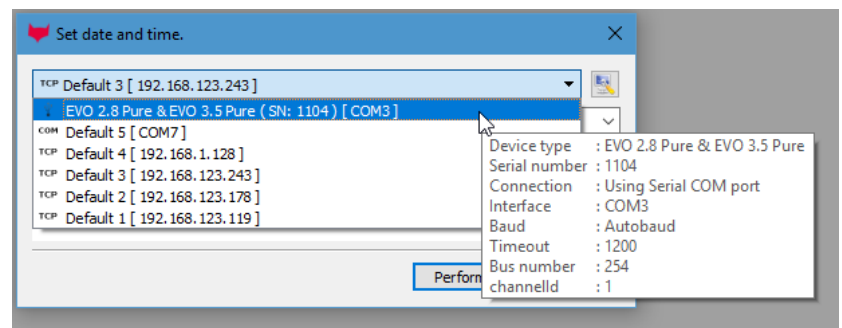 Set date and time.
TCP Default 3 [ 192.168.123.243 ]
EVO 2.8 Pure & EVO 3.5 Pure ( SN: 1104 ) [ COM3 ]
COM Default 5 [ COM7 ]
TCP Default 4 [ 192.168.1.128 ]
TCP Default 3 [ 192.168.123.243 ]
TCP Default 2 [ 192.168.123.178 ]
TCP Default 1 [ 192.168.123.119 ]
Device type : EVO 2.8 Pure & EVO 3.5 Pure
Serial number : 1104
Connection : Using Serial COM port
Interface : COM3
Baud : Autobaud
Timeout : 1200
Bus number : 254
channelId : 1
Perform